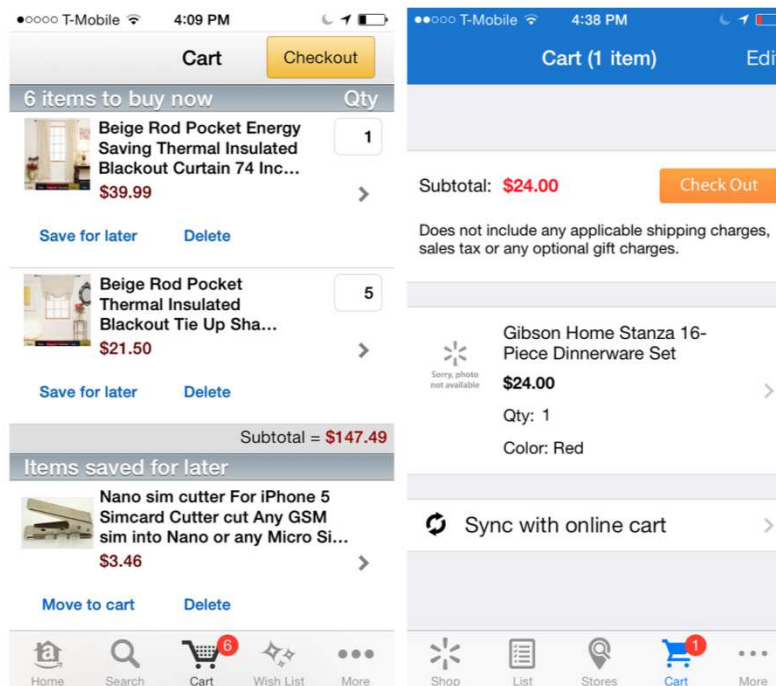 T-Mobile 4:09 PM
Cart
Checkout
6 items to buy now Qty
Beige Rod Pocket Energy
Saving Thermal Insulated
Blackout Curtain 74 Inc...
$39.99
1
Save for later Delete
Beige Rod Pocket
Thermal Insulated
Blackout Tie Up Sha...
$21.50
5
Save for later Delete
Subtotal = $147.49
Items saved for later
Nano sim cutter For iPhone 5
Simcard Cutter cut Any GSM
sim into Nano or any Micro Si...
$3.46
Move to cart Delete
6
Home Search Cart Wish List More
T-Mobile 4:38 PM
Cart (1 item)
Edi
Subtotal: $24.00
Check Out
Does not include any applicable shipping charges,
sales tax or any optional gift charges.
Sorry, photo
not available
Gibson Home Stanza 16-
Piece Dinnerware Set
$24.00
Qty: 1
Color: Red
Sync with online cart
1
Shop List Stores Cart More